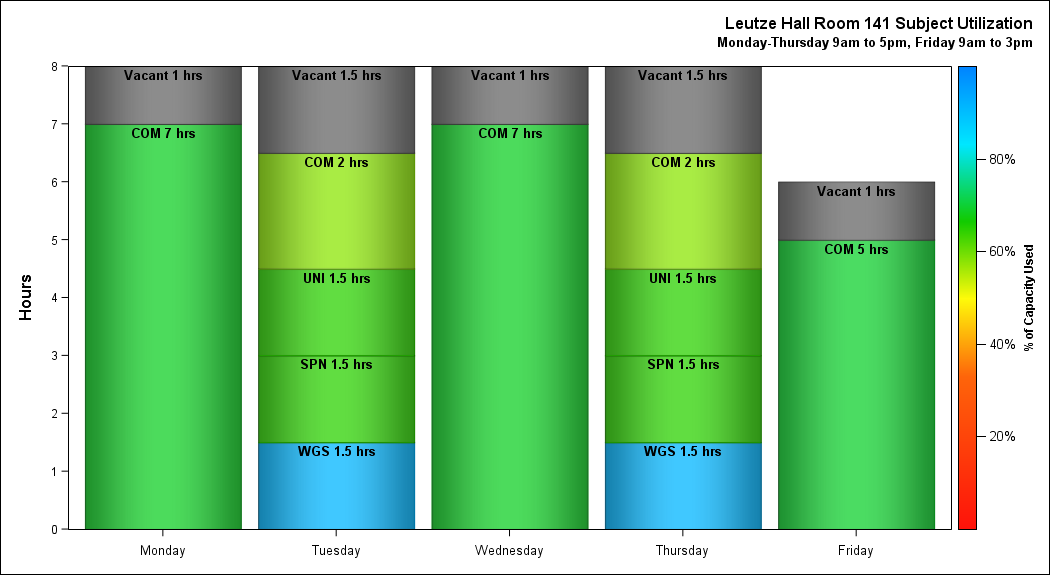 Leutze Hall Room 141 Subject Utilization
Monday-Thursday 9am to 5pm, Friday 9am to 3pm
Hours
8
7
6
5
4
3
2
1
0
Vacant 1 hrs
COM 7 hrs
Vacant 1.5 hrs
COM 2 hrs
UNI 1.5 hrs
SPN 1.5 hrs
WGS 1.5 hrs
Vacant 1 hrs
COM 7 hrs
Vacant 1.5 hrs
COM 2 hrs
UNI 1.5 hrs
SPN 1.5 hrs
WGS 1.5 hrs
Vacant 1 hrs
COM 5 hrs
Monday
Tuesday
Wednesday
Thursday
Friday
80%
60%
40%
20%
% of Capacity Used